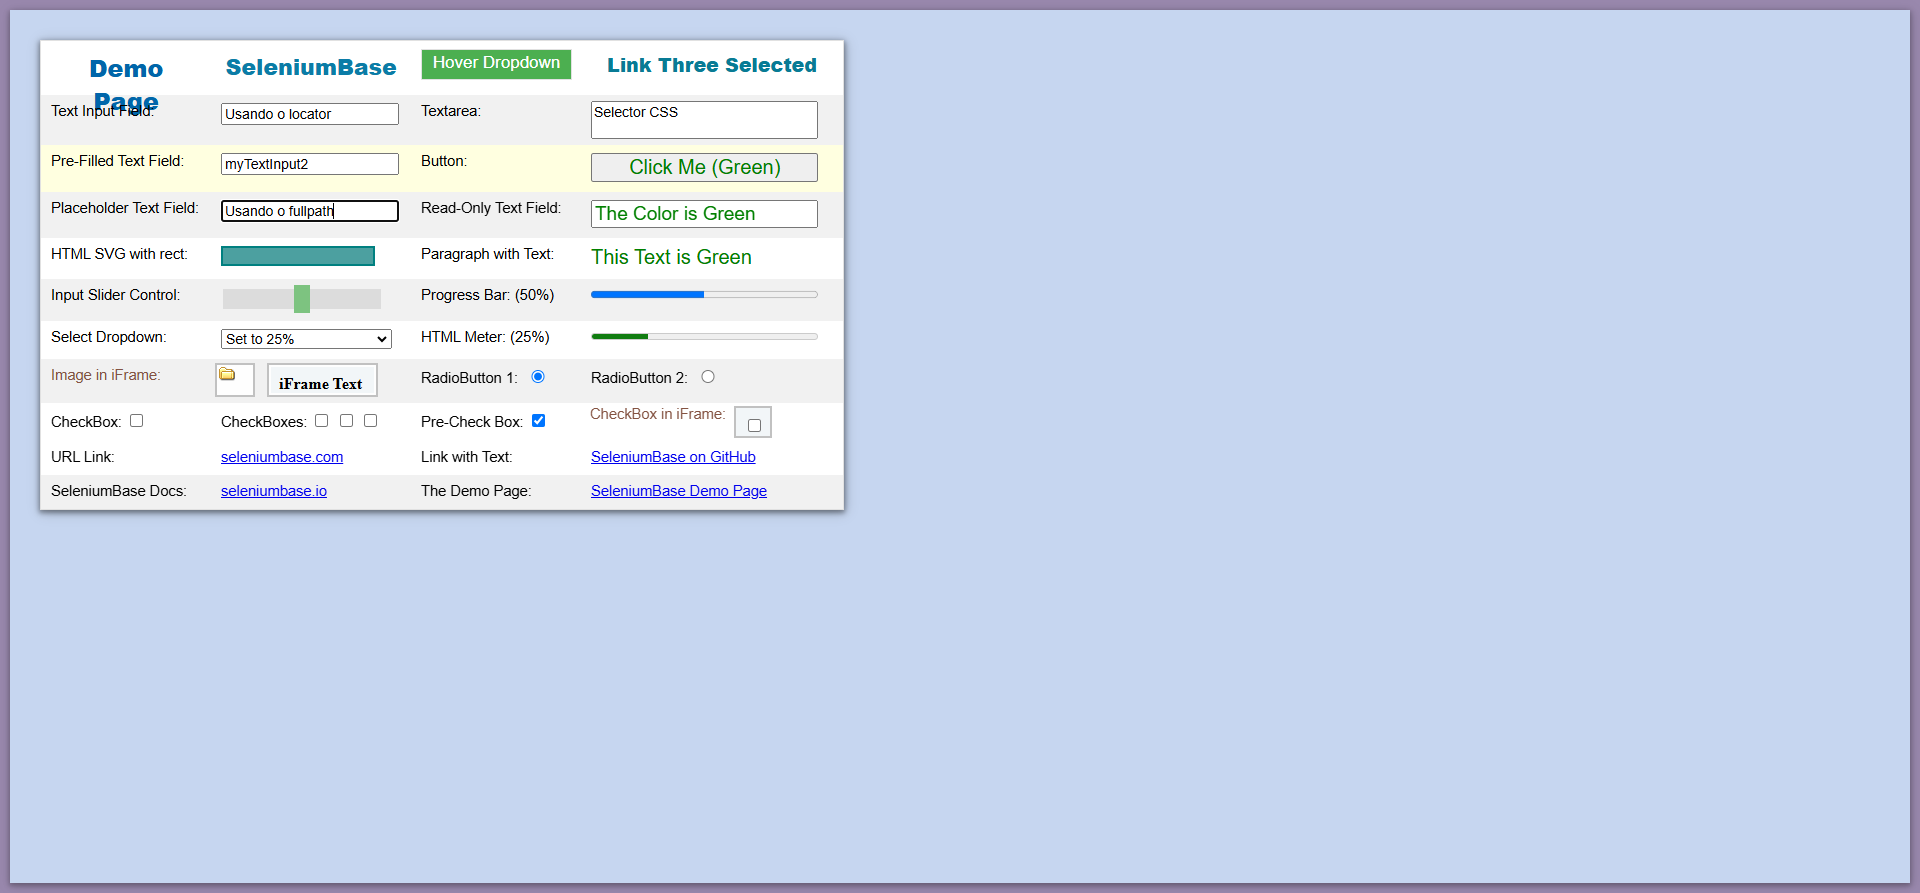 Demo
Page
SeleniumBase
Hover Dropdown
Link Three Selected
Text Input Field:
Usando o locator
Textarea:
Selector CSS
Pre-Filled Text Field:
myTextInput2
Button:
Click Me (Green)
Placeholder Text Field:
Usando o fullpath
Read-Only Text Field:
The Color is Green
HTML SVG with rect:
Paragraph with Text:
This Text is Green
Input Slider Control:
Progress Bar: (50%)
Select Dropdown:
Set to 25%
HTML Meter: (25%)
Image in iFrame:
iFrame Text
RadioButton 1:
RadioButton 2:
CheckBox:
CheckBoxes:
Pre-Check Box:
CheckBox in iFrame:
URL Link:
seleniumbase.com
Link with Text:
SeleniumBase on GitHub
SeleniumBase Docs:
seleniumbase.io
The Demo Page:
SeleniumBase Demo Page